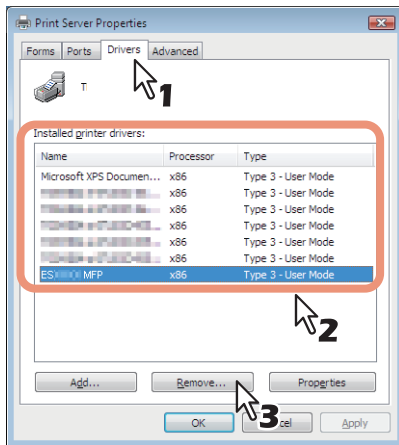 Print Server Properties
Forms Ports Drivers Advanced
1
T
Installed printer drivers:
Name Processor Type
Microsoft XPS Documen... x86 Type 3 - User Mode
x86 Type 3 - User Mode
x86 Type 3 - User Mode
x86 Type 3 - User Mode
x86 Type 3 - User Mode
x86 Type 3 - User Mode
ES MFP x86 Type 3 - User Mode
2
Add... Remove... Properties
3
OK cel Apply